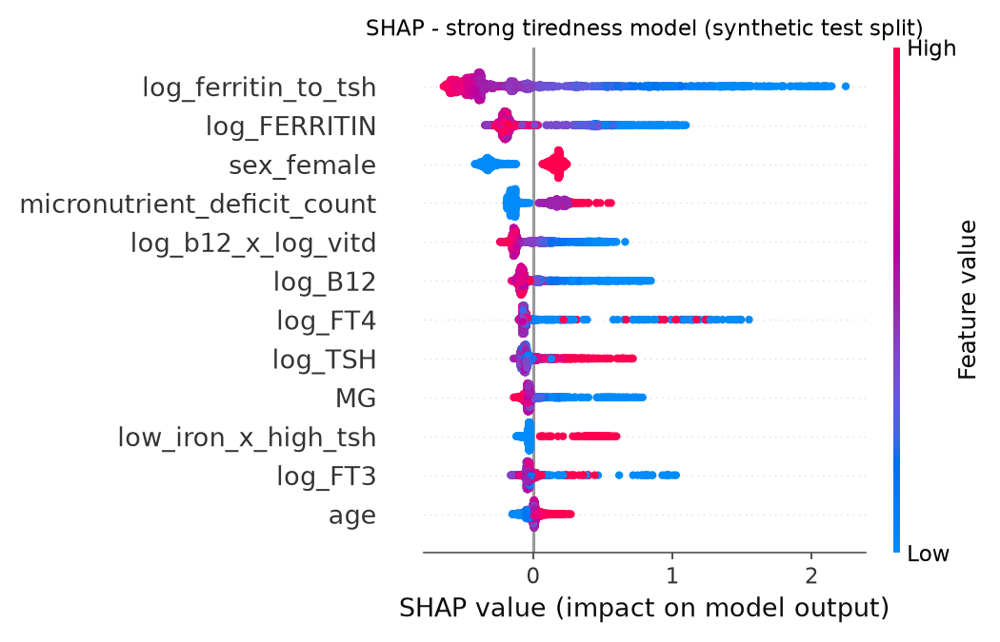 SHAP - strong tiredness model (synthetic test split)
High
log_ferritin_to_tsh
log_FERRITIN
sex_female
micronutrient_deficit_count
log_b12_x_log_vitd
log_B12
log_FT4
log_TSH
MG
low_iron_x_high_tsh
log_FT3
age
Feature value
Low
0 1 2
SHAP value (impact on model output)